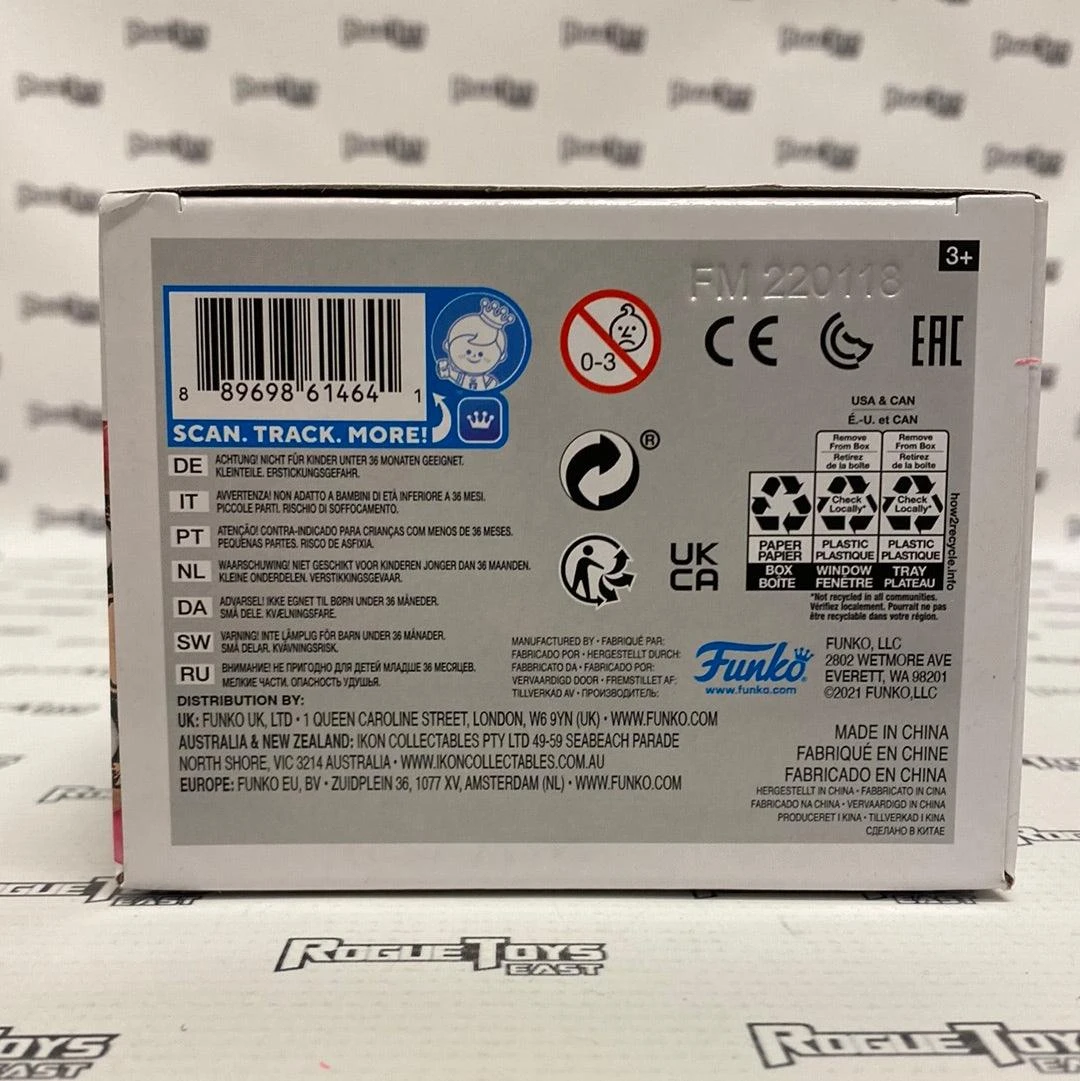 3+
FM 220118
8 89698 61464 1
SCAN. TRACK. MORE!
0-3
CE
EAC
USA & CAN
É.-U. et CAN
Remove From Box
Retirez de la boîte
Remove From Box
Retirez de la boîte
Check Locally*
Check Locally*
PAPER
PAPIER
BOX
BOÎTE
PLASTIC
PLASTIQUE
WINDOW
FENÊTRE
PLASTIC
PLASTIQUE
TRAY
PLATEAU
how2recycle.info
*Not recycled in all communities.
Vérifiez localement. Pourrait ne pas
être recyclable dans votre région.
®
UK
CA
DE ACHTUNG! NICHT FÜR KINDER UNTER 36 MONATEN GEEIGNET.
KLEINTEILE. ERSTICKUNGSGEFAHR.
IT AVVERTENZA! NON ADATTO A BAMBINI DI ETÀ INFERIORE A 36 MESI.
PICCOLE PARTI. RISCHIO DI SOFFOCAMENTO.
PT ATENÇÃO! CONTRA-INDICADO PARA CRIANÇAS COM MENOS DE 36 MESES.
PEQUENAS PARTES. RISCO DE ASFIXIA.
NL WAARSCHUWING! NIET GESCHIKT VOOR KINDEREN JONGER DAN 36 MAANDEN.
KLEINE ONDERDELEN. VERSTIKKINGSGEVAAR.
DA ADVARSEL! IKKE EGNET TIL BØRN UNDER 36 MÅNEDER.
SMÅ DELE. KVÆLNINGSFARE.
SW VARNING! INTE LÄMPLIG FÖR BARN UNDER 36 MÅNADER.
SMÅ DELAR. KVÄVNINGSRISK.
RU ВНИМАНИЕ! НЕ ПРИГОДНО ДЛЯ ДЕТЕЙ МЛАДШЕ 36 МЕСЯЦЕВ.
МЕЛКИЕ ЧАСТИ. ОПАСНОСТЬ УДУШЬЯ.
MANUFACTURED BY • FABRIQUÉ PAR:
FABRICADO POR • HERGESTELLT DURCH:
FABBRICATO DA • FABRICADO POR:
VERVAARDIGD DOOR • FREMSTILLET AF:
TILLVERKAD AV • ПРОИЗВОДИТЕЛЬ:
Funko
www.funko.com
FUNKO, LLC
2802 WETMORE AVE
EVERETT, WA 98201
©2021 FUNKO,LLC
DISTRIBUTION BY:
UK: FUNKO UK, LTD • 1 QUEEN CAROLINE STREET, LONDON, W6 9YN (UK) • WWW.FUNKO.COM
AUSTRALIA & NEW ZEALAND: IKON COLLECTABLES PTY LTD 49-59 SEABEACH PARADE
NORTH SHORE, VIC 3214 AUSTRALIA • WWW.IKONCOLLECTABLES.COM.AU
EUROPE: FUNKO EU, BV • ZUIDPLEIN 36, 1077 XV, AMSTERDAM (NL) • WWW.FUNKO.COM
MADE IN CHINA
FABRIQUÉ EN CHINE
FABRICADO EN CHINA
HERGESTELLT IN CHINA • FABBRICATO IN CINA
FABRICADO NA CHINA • VERVAARDIGD IN CHINA
PRODUCERET I KINA • TILLVERKAD I KINA
СДЕЛАНО В КИТАЕ
ROGUE TOYS
EAST
ROGUE TOYS
EAST